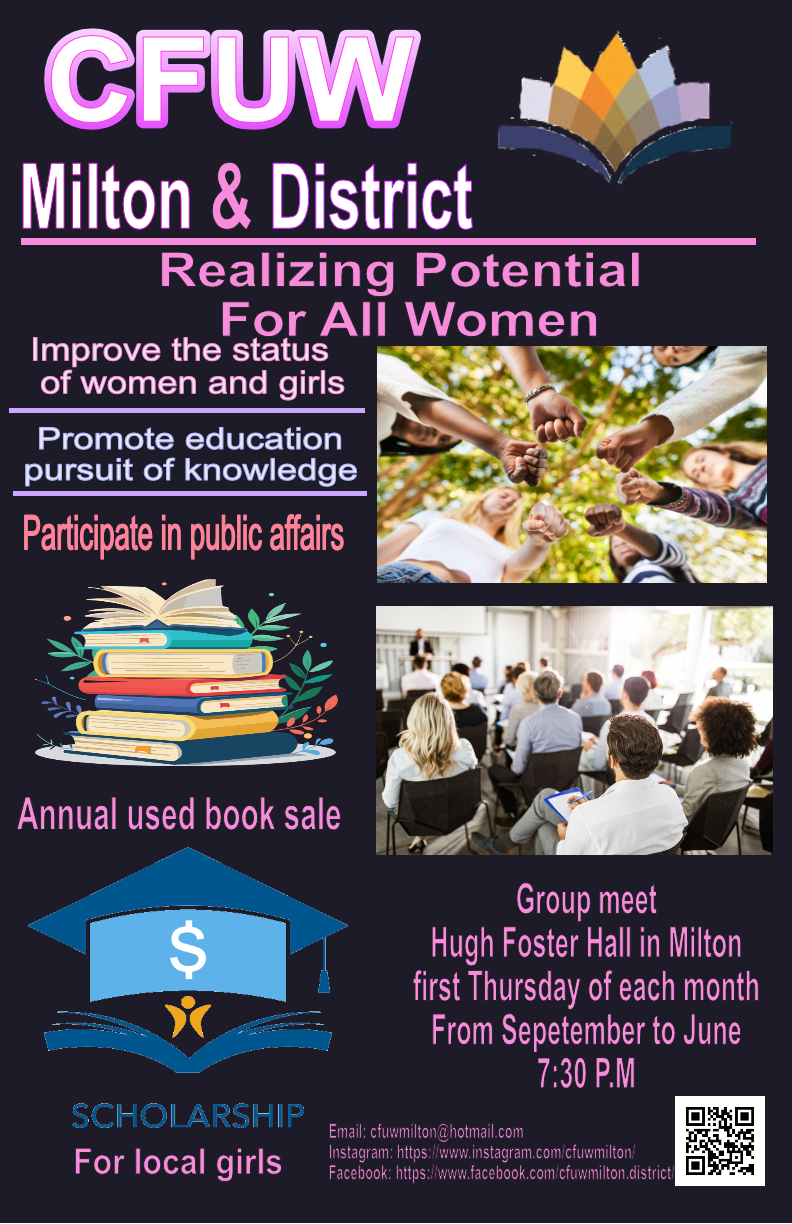 CFUW
Milton & District
Realizing Potential
For All Women
Improve the status
of women and girls
Promote education
pursuit of knowledge
Participate in public affairs
Annual used book sale
$
SCHOLARSHIP
For local girls
Group meet
Hugh Foster Hall in Milton
first Thursday of each month
From Sepetember to June
7:30 P.M
Email: cfuwmilton@hotmail.com
Instagram: https://www.instagram.com/cfuwmilton/
Facebook: https://www.facebook.com/cfuwmilton.district/